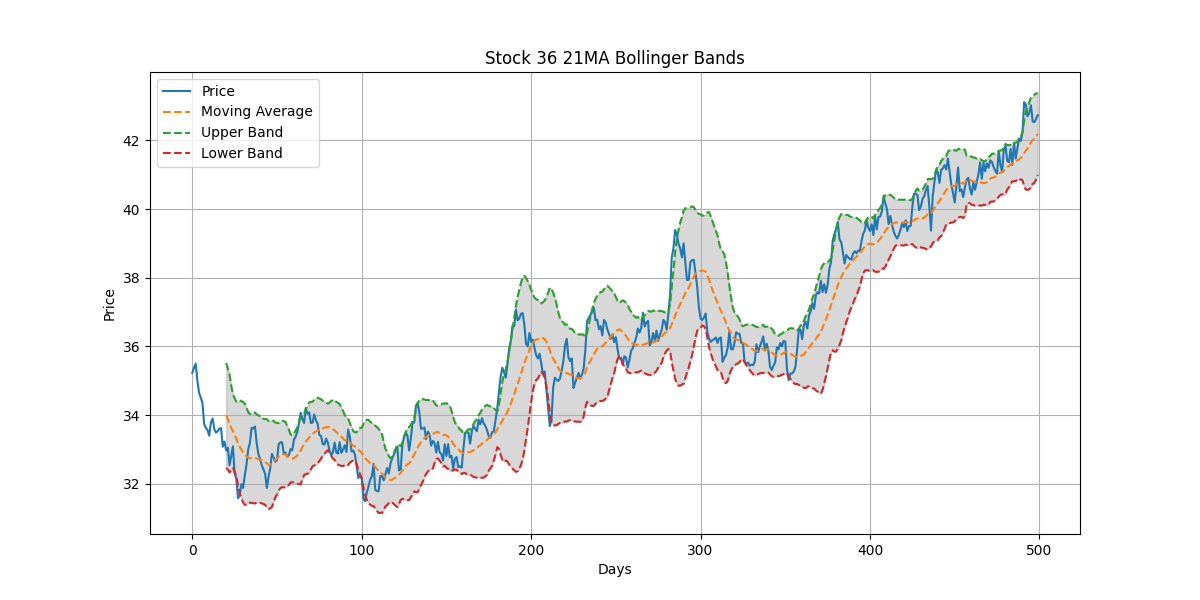 Stock 36 21MA Bollinger Bands
Price
Moving Average
Upper Band
Lower Band
42
40
38
36
34
32
Price
0 100 200 300 400 500
Days